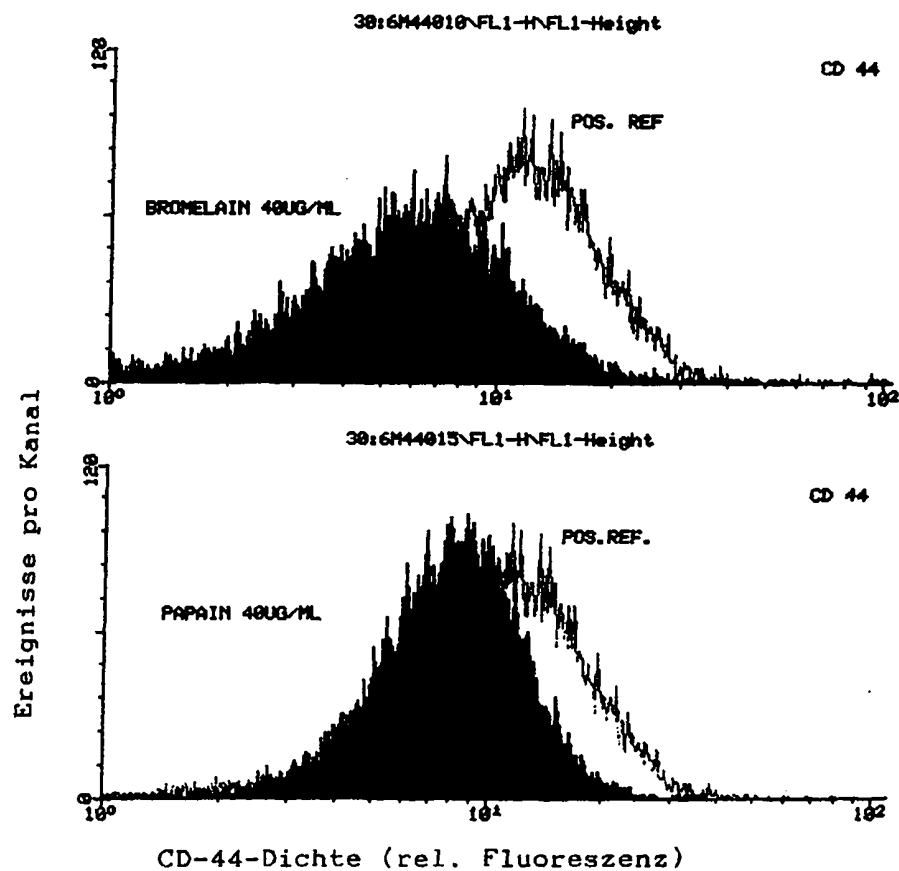 30:6M44010\FL1-H\FL1-Height
120
CD 44
POS. REF
BROMELAIN 40UG/ML
0
10⁰ 10¹ 10²
30:6M44015\FL1-H\FL1-Height
120
CD 44
POS.REF.
PAPAIN 40UG/ML
0
10⁰ 10¹ 10²
Ereignisse pro Kanal
CD-44-Dichte (rel. Fluoreszenz)